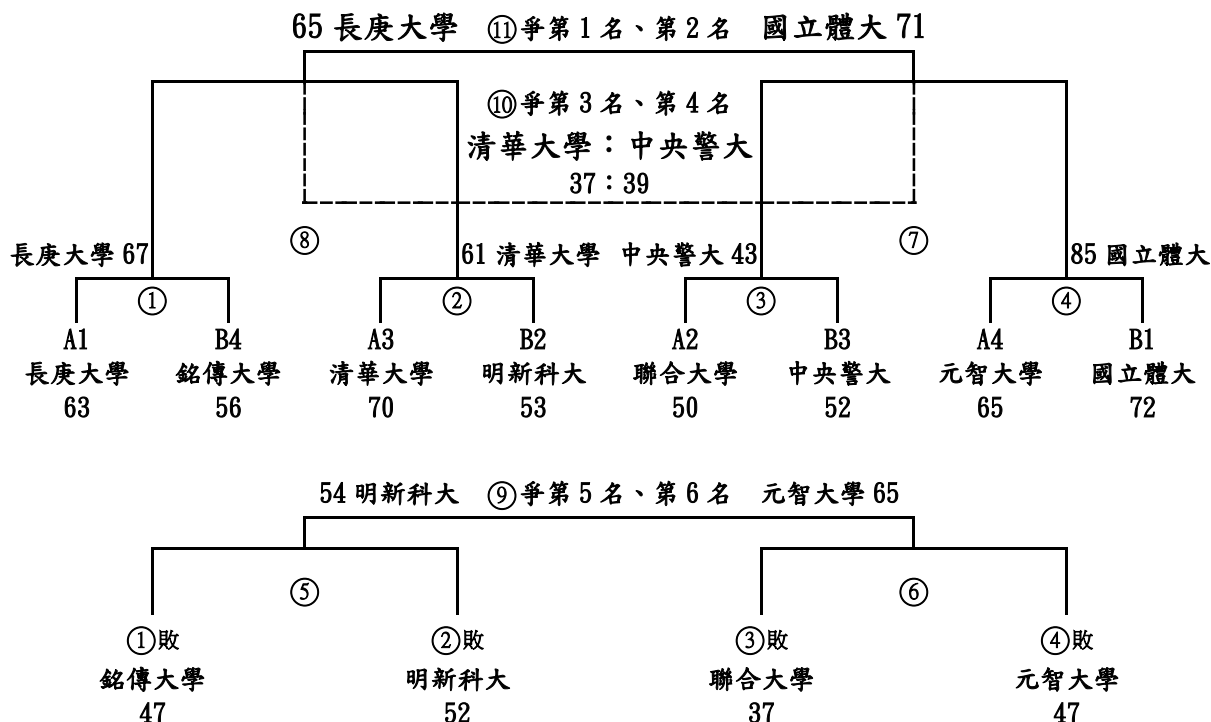 65 長庚大學 ⑪爭第 1 名、第 2 名 國立體大 71
⑩爭第 3 名、第 4 名
清華大學：中央警大
37：39
⑧ ⑦
長庚大學 67 61 清華大學 中央警大 43 85 國立體大
① ② ③ ④
A1 B4 A3 B2 A2 B3 A4 B1
長庚大學 銘傳大學 清華大學 明新科大 聯合大學 中央警大 元智大學 國立體大
63 56 70 53 50 52 65 72
54 明新科大 ⑨爭第 5 名、第 6 名 元智大學 65
⑤ ⑥
①敗 ②敗 ③敗 ④敗
銘傳大學 明新科大 聯合大學 元智大學
47 52 37 47